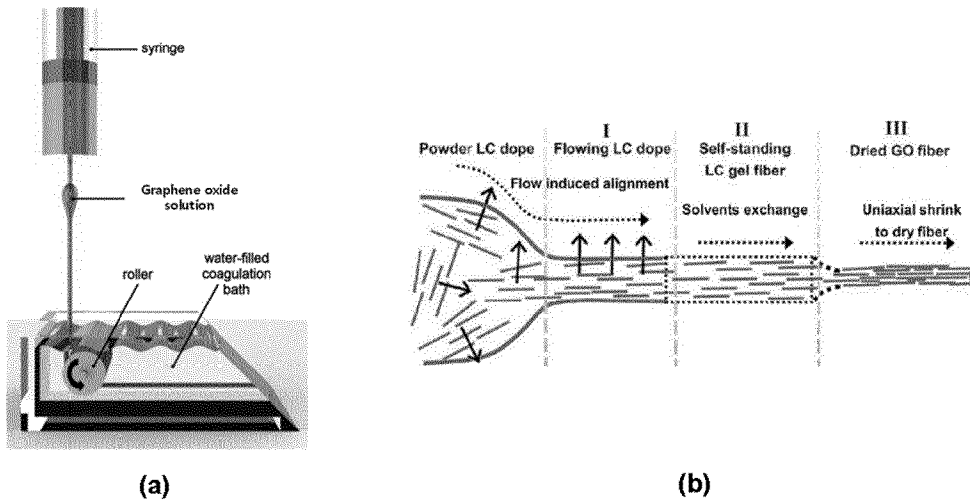 syringe
Graphene oxide
solution
roller
water-filled
coagulation
bath
(a)
I
II
III
Powder LC dope
Flowing LC dope
Self-standing
LC gel fiber
Dried GO fiber
Flow induced alignment
Solvents exchange
Uniaxial shrink
to dry fiber
(b)